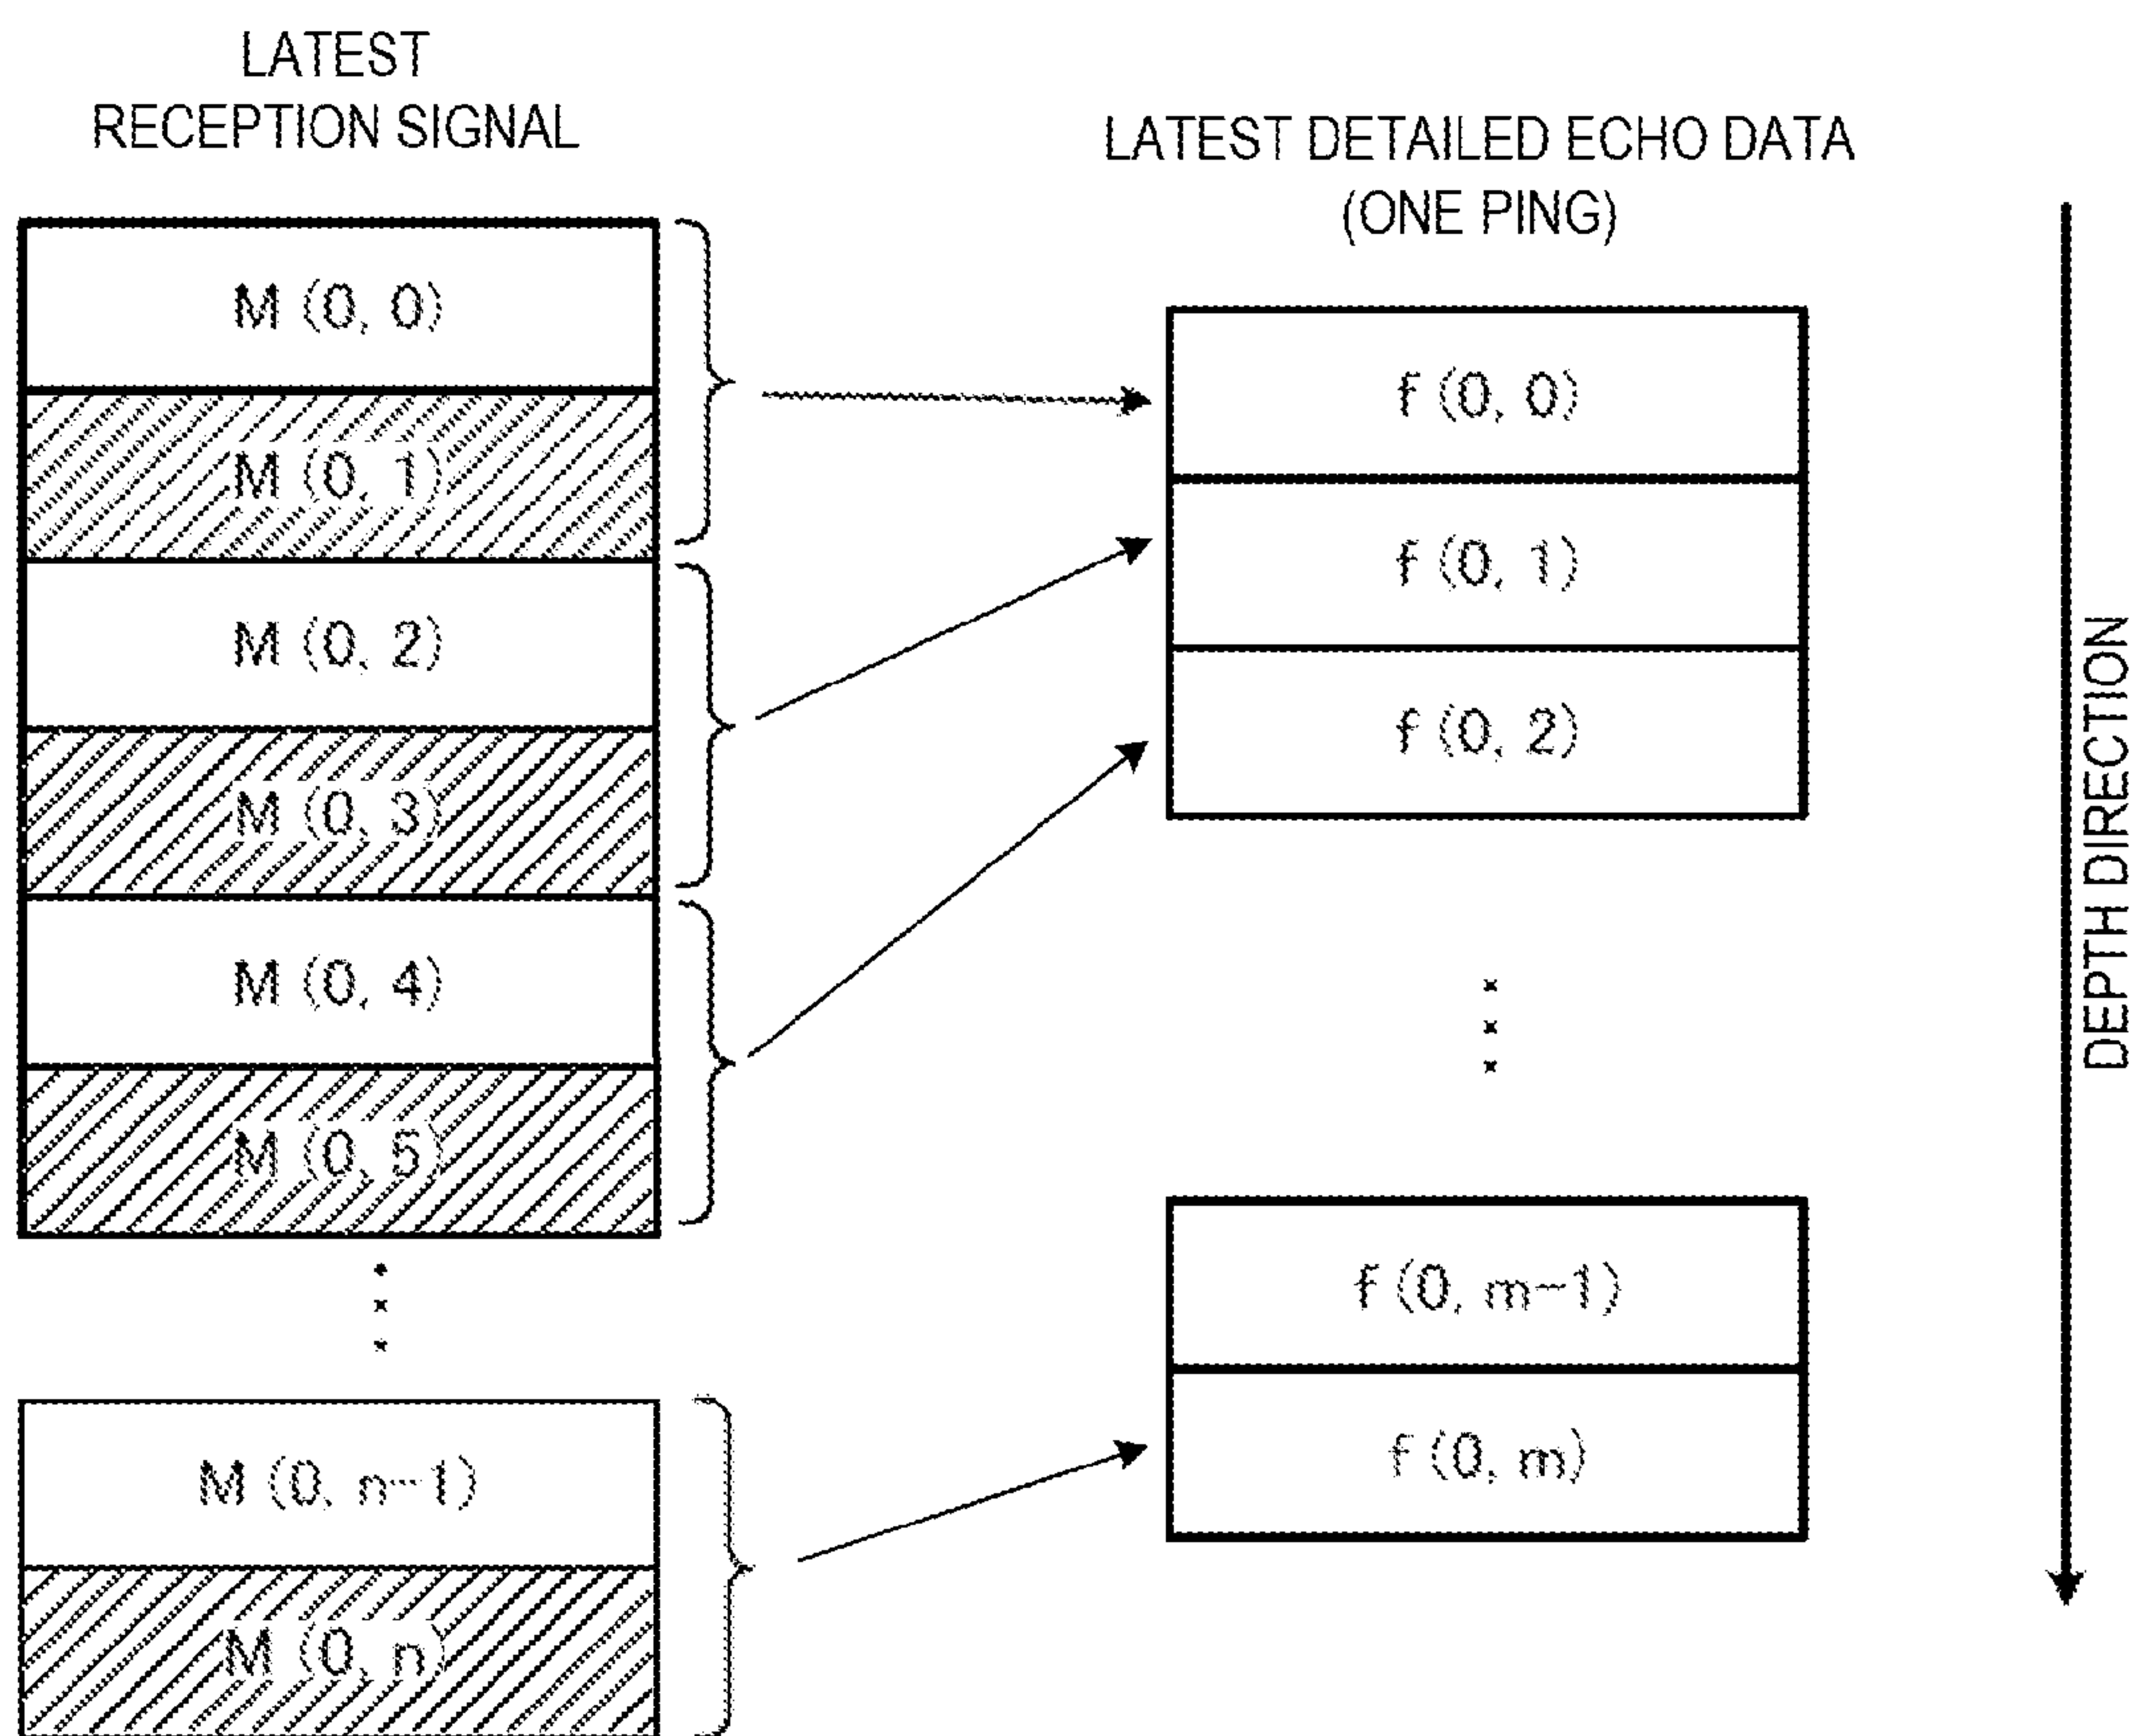 LATEST
RECEPTION SIGNAL
M (0, 0)
M (0, 1)
M (0, 2)
M (0, 3)
M (0, 4)
M (0, 5)
M (0, n-1)
M (0, n)
LATEST DETAILED ECHO DATA
(ONE PING)
f (0, 0)
f (0, 1)
f (0, 2)
f (0, m-1)
f (0, m)
DEPTH DIRECTION